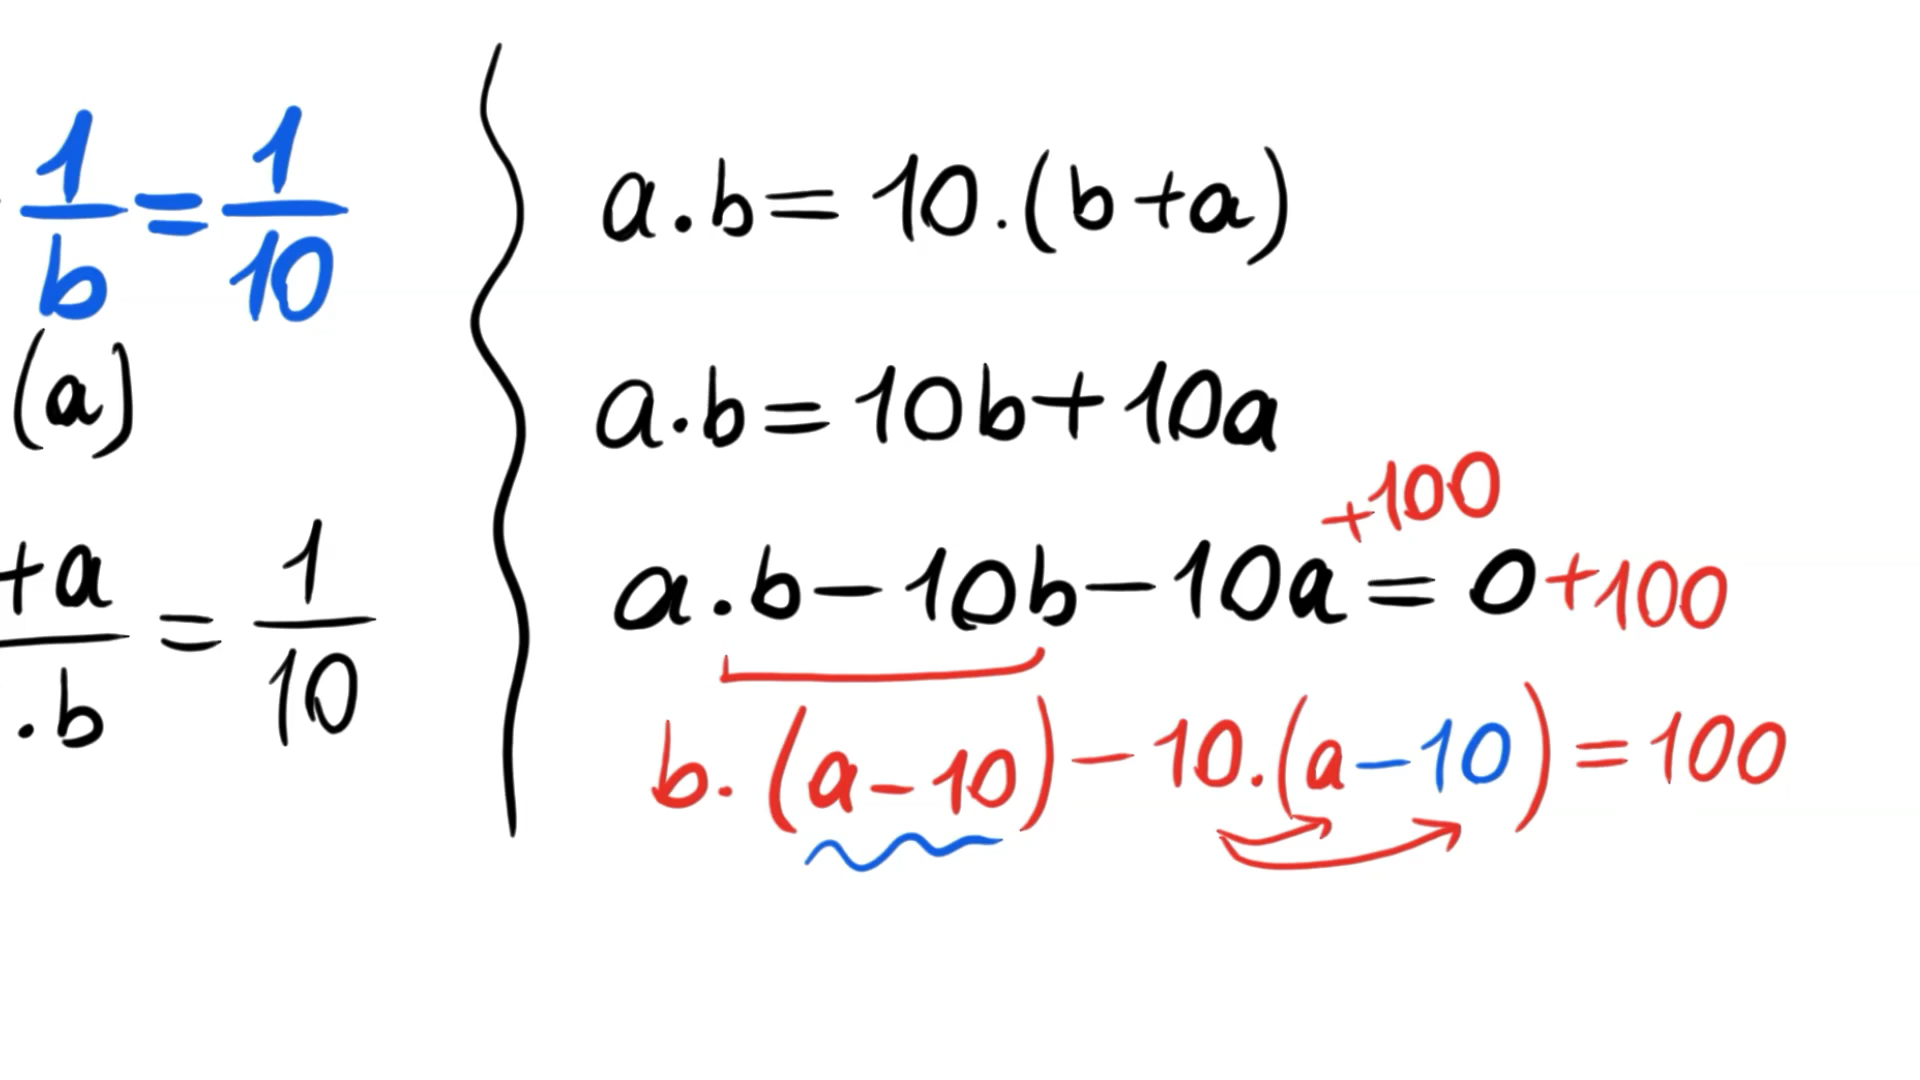 1/b = 1/10
(a)
+a/.b = 1/10
a.b = 10.(b+a)
a.b = 10b+10a
a.b-10b-10a+100 = 0+100
b.(a-10)-10.(a-10) = 100